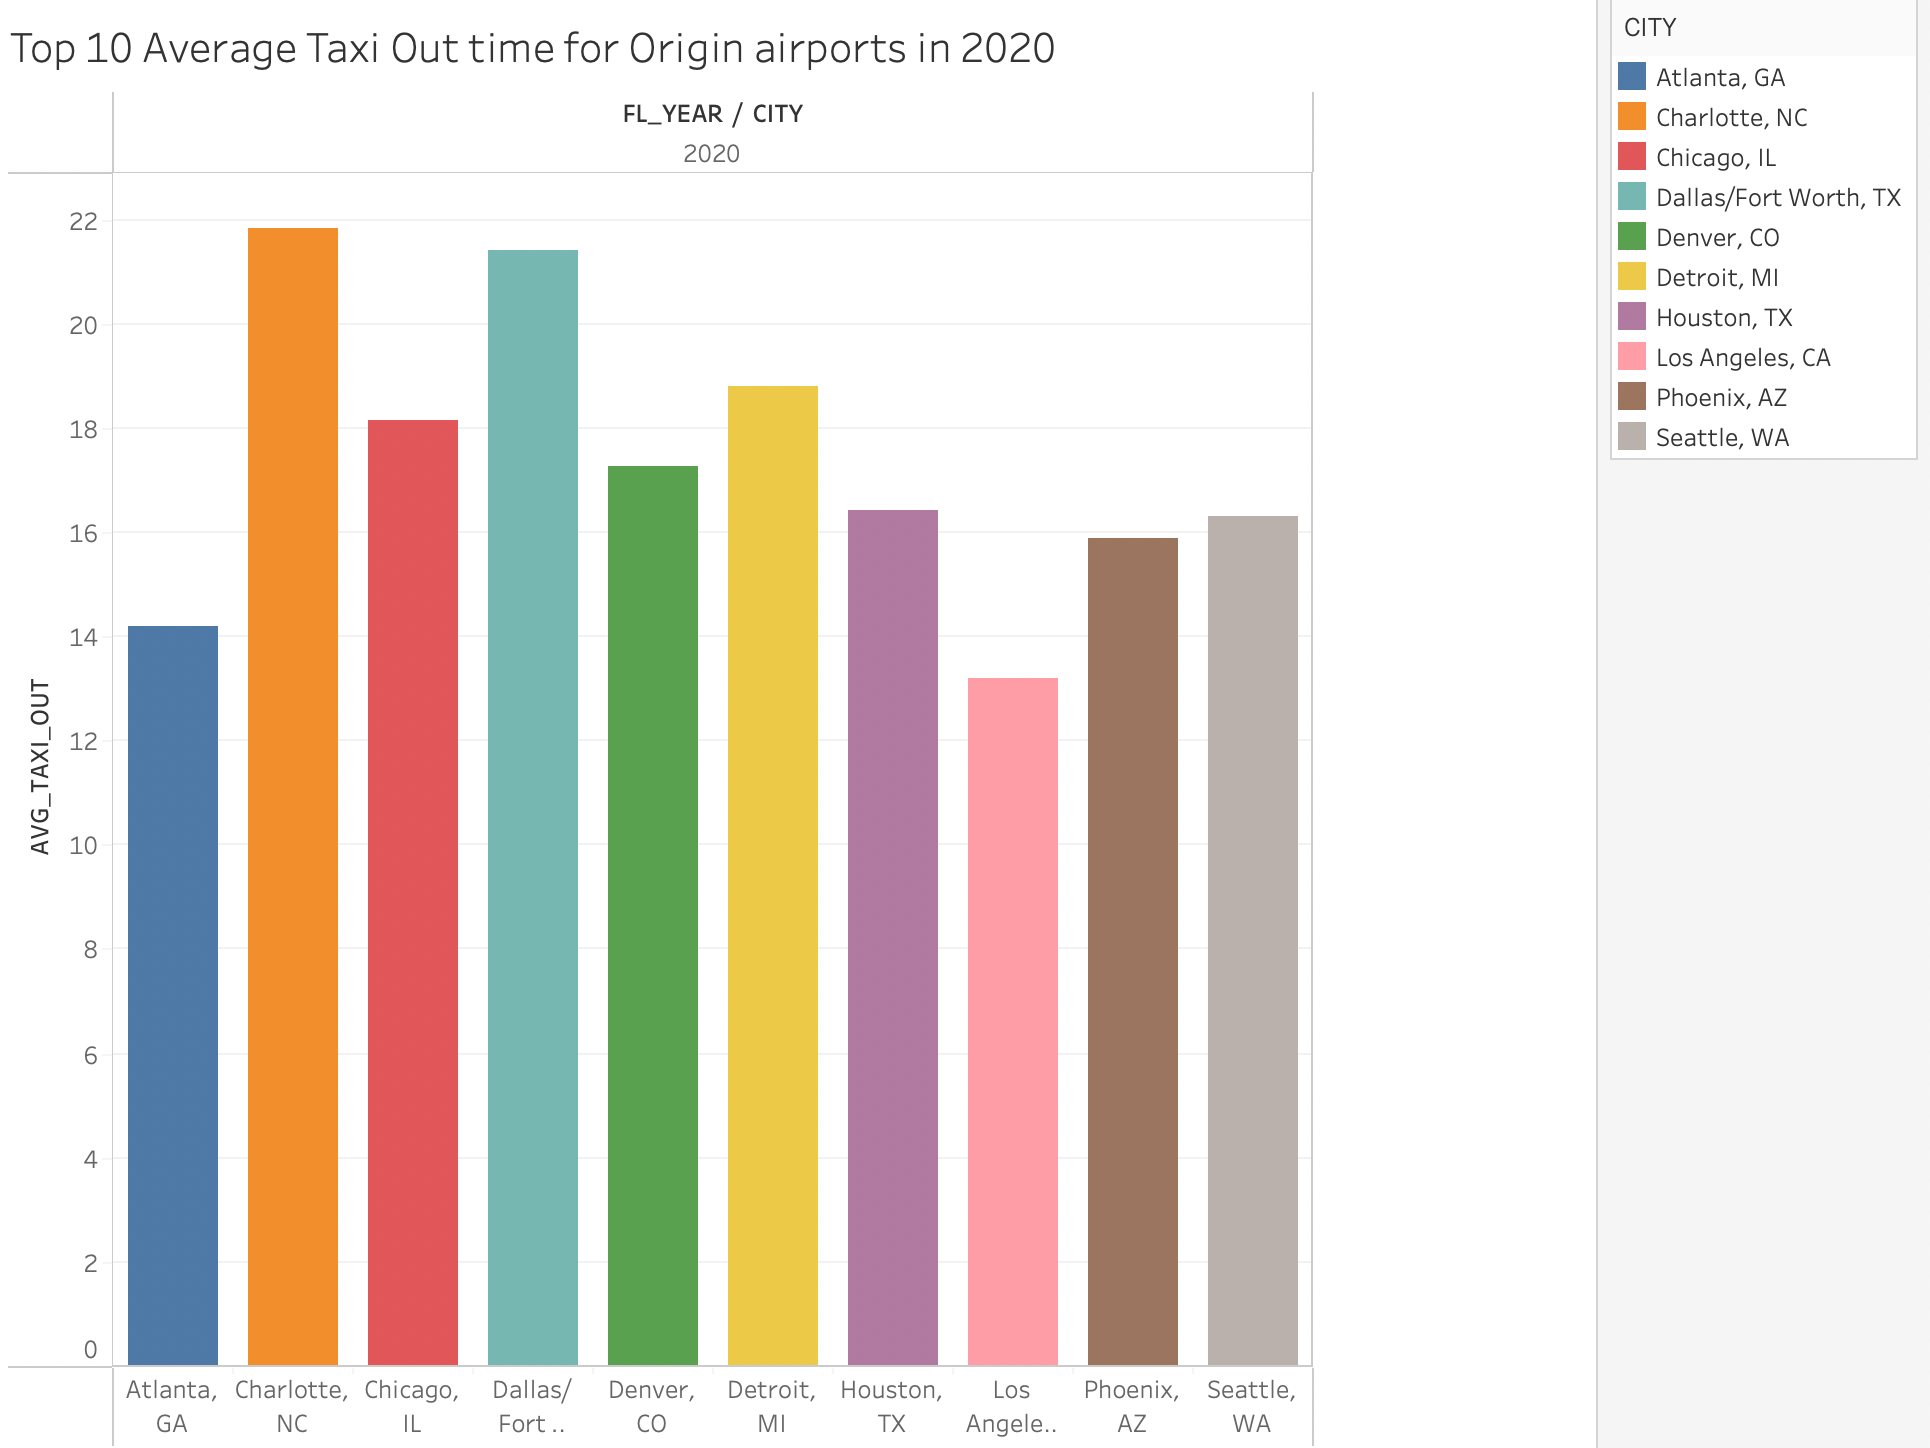 Top 10 Average Taxi Out time for Origin airports in 2020
FL_YEAR / CITY
2020
22
20
18
16
14
12
10
8
6
4
2
0
AVG_TAXI_OUT
Atlanta, GA
Charlotte, NC
Chicago, IL
Dallas/ Fort ..
Denver, CO
Detroit, MI
Houston, TX
Los Angele..
Phoenix, AZ
Seattle, WA
CITY
Atlanta, GA
Charlotte, NC
Chicago, IL
Dallas/Fort Worth, TX
Denver, CO
Detroit, MI
Houston, TX
Los Angeles, CA
Phoenix, AZ
Seattle, WA